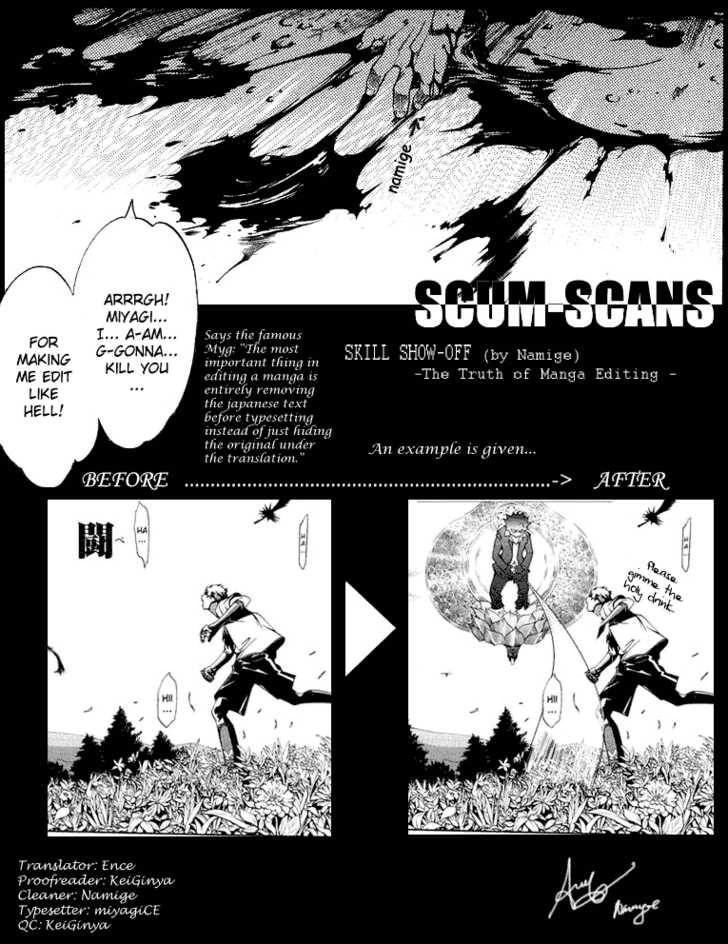 namige
ARRRGH!
MIYAGI...
I... A-AM...
G-GONNA...
KILL YOU
...
FOR
MAKING
ME EDIT
LIKE
HELL!
SCUM-SCANS
SKILL SHOW-OFF (by Namige)
-The Truth of Manga Editing -
Says the famous
Myg: "The most
important thing in
editing a manga is
entirely removing
the japanese text
before typesetting
instead of just hiding
the original under
the translation."
An example is given...
BEFORE ......................................................................-> AFTER
闘
べ
HA
...
HA
...
HII
...
HA
...
Please
gimme the
holy drink
HII
...
Translator: Ence
Proofreader: KeiGinya
Cleaner: Namige
Typesetter: miyagiCE
QC: KeiGinya
Namige